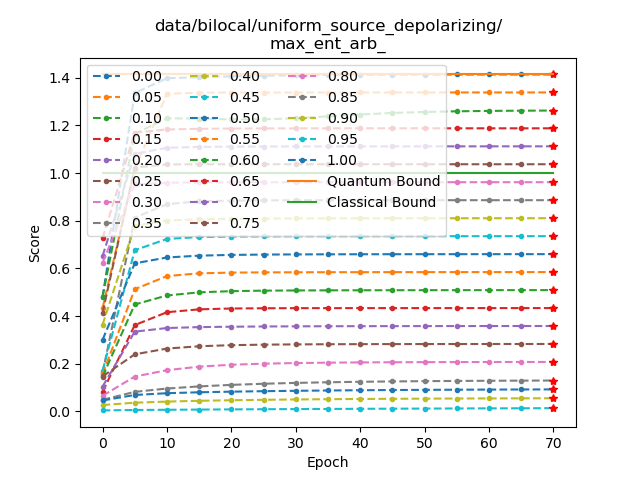 data/bilocal/uniform_source_depolarizing/
max_ent_arb_
0.00 0.40 0.80
0.05 0.45 0.85
0.10 0.50 0.90
0.15 0.55 0.95
0.20 0.60 1.00
0.25 0.65 Quantum Bound
0.30 0.70 Classical Bound
0.35 0.75
1.4
1.2
1.0
0.8
0.6
0.4
0.2
0.0
Score
0 10 20 30 40 50 60 70
Epoch